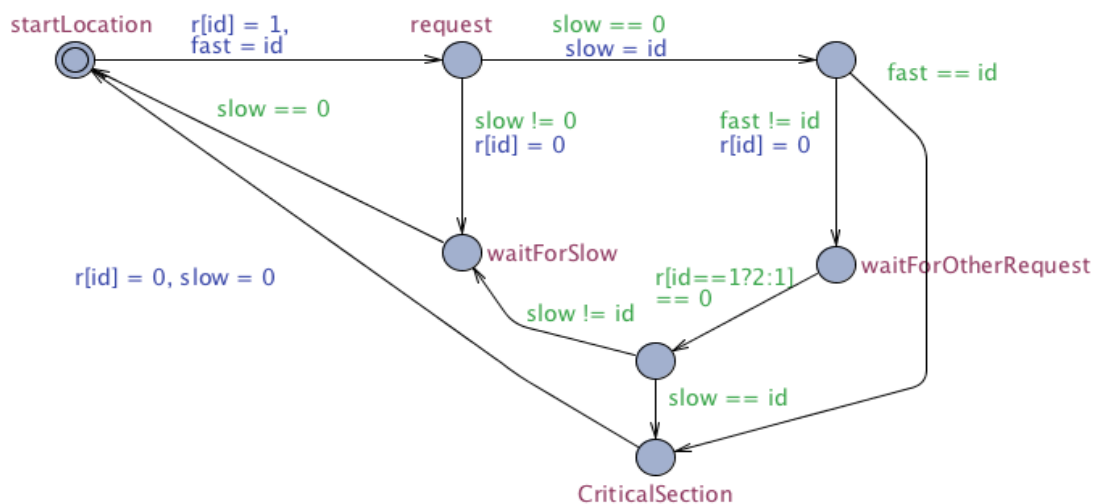 startLocation
r[id] = 1,
fast = id
request
slow == 0
slow = id
fast == id
slow == 0
slow != 0
r[id] = 0
fast != id
r[id] = 0
waitForSlow
waitForOtherRequest
r[id] = 0, slow = 0
r[id==1?2:1]
== 0
slow != id
slow == id
CriticalSection